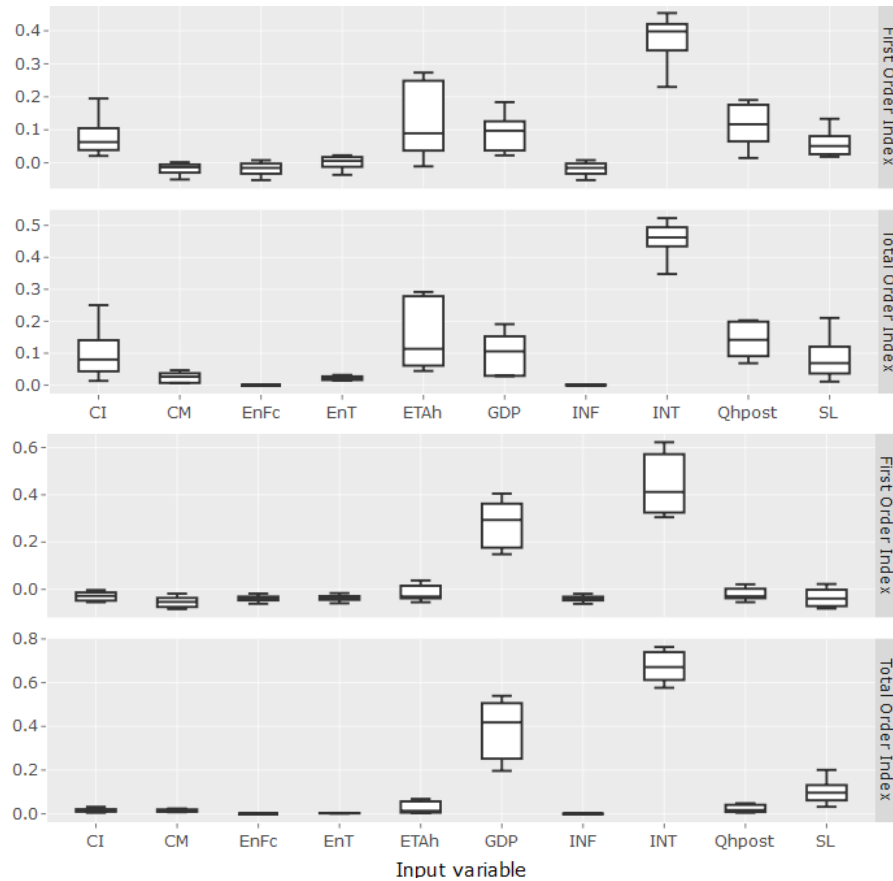 0.4
0.3
0.2
0.1
0.0
First Order Index
0.5
0.4
0.3
0.2
0.1
0.0
Total Order Index
CI CM EnFc EnT ETAh GDP INF INT Qhpost SL
0.6
0.4
0.2
0.0
First Order Index
0.8
0.6
0.4
0.2
0.0
Total Order Index
CI CM EnFc EnT ETAh GDP INF INT Qhpost SL
Input variable